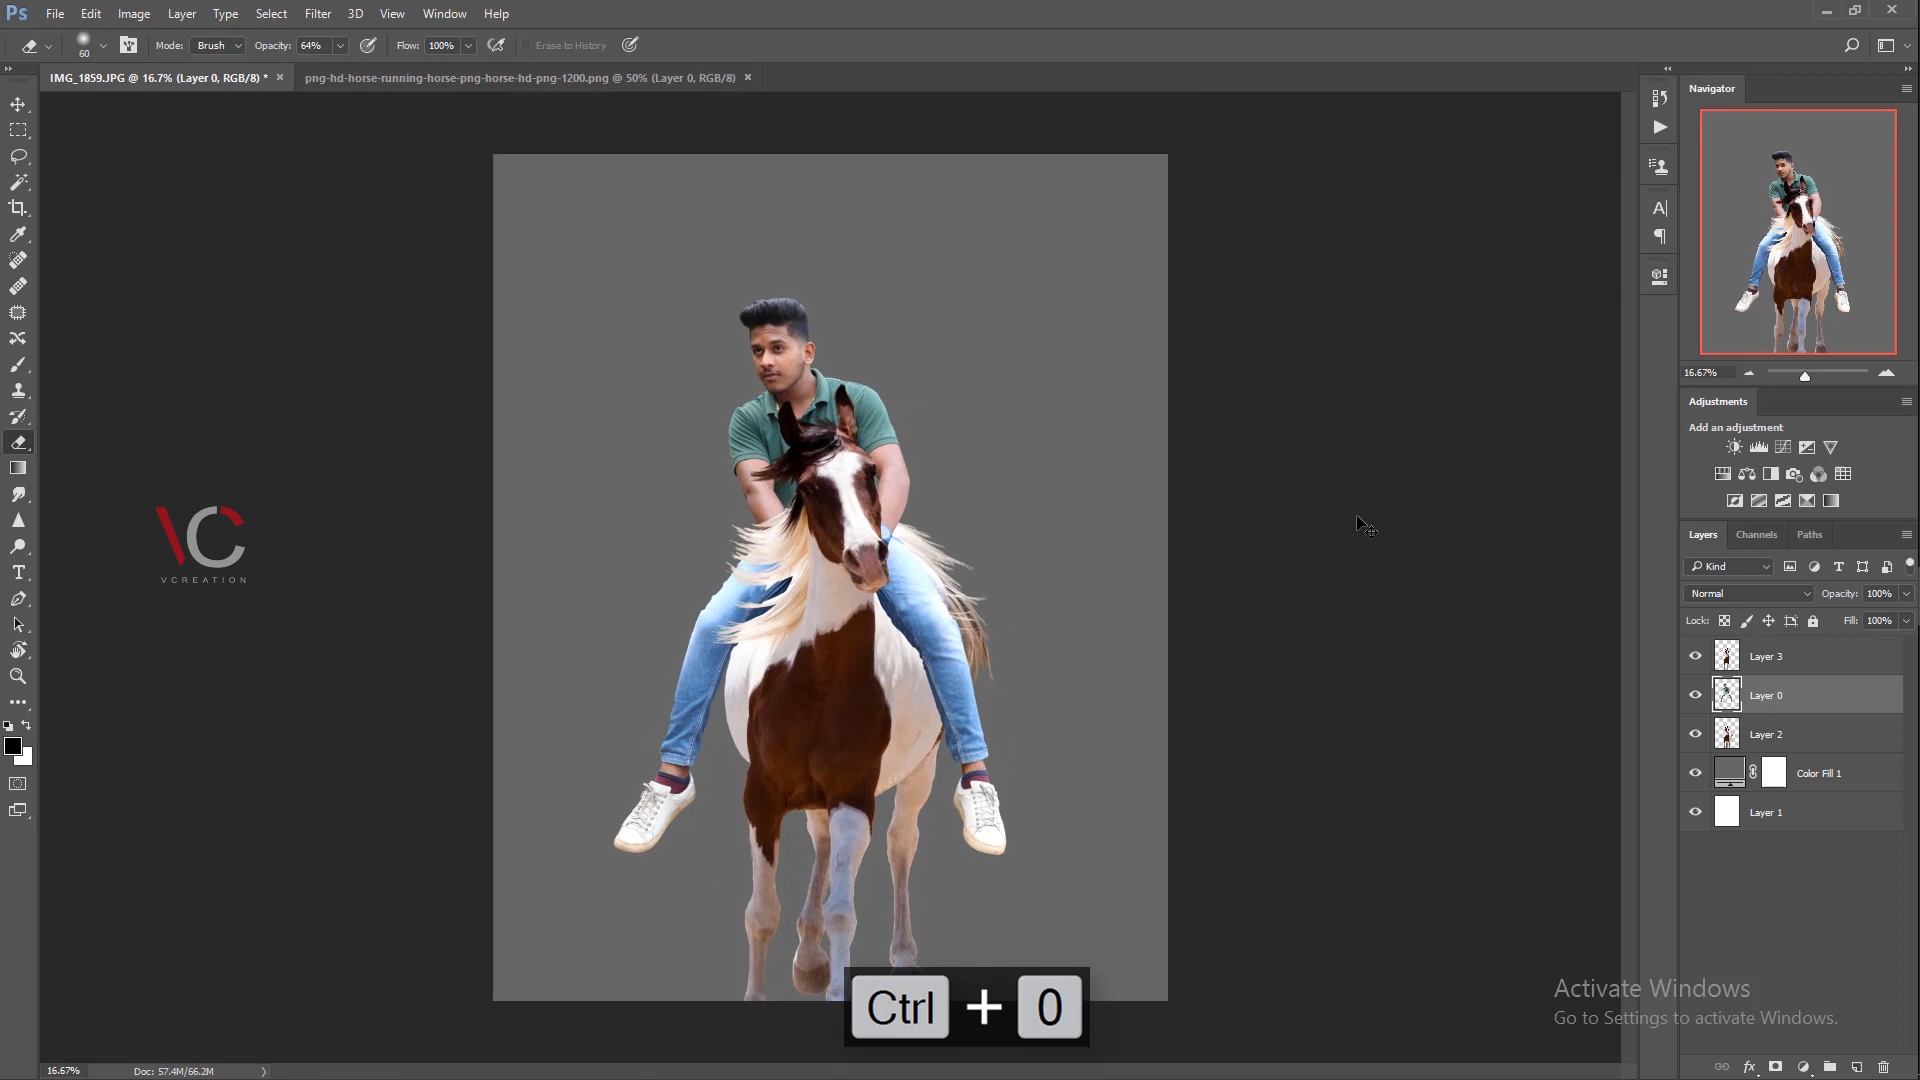 Ps File Edit Image Layer Type Select Filter 3D View Window Help
60 Mode: Brush Opacity: 64% Flow: 100% Erase to History
IMG_1859.JPG @ 16.7% (Layer 0, RGB/8) * × png-hd-horse-running-horse-png-horse-hd-png-1200.png @ 50% (Layer 0, RGB/8) ×
Navigator
16.67%
Adjustments
Add an adjustment
Layers Channels Paths
Kind
Normal Opacity: 100%
Lock: Fill: 100%
Layer 3
Layer 0
Layer 2
Color Fill 1
Layer 1
VC
VCREATION
Ctrl + 0
Activate Windows
Go to Settings to activate Windows.
16.67% Doc: 57.4M/66.2M